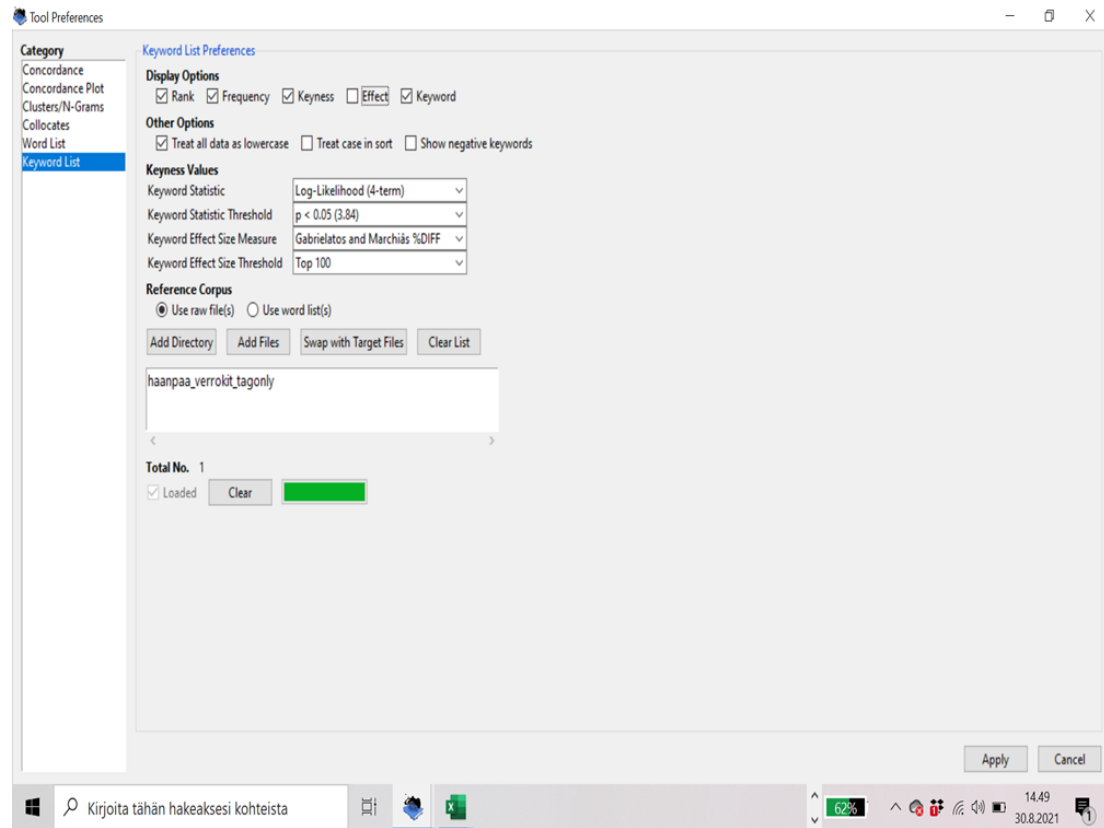 Tool Preferences
Category
Concordance
Concordance Plot
Clusters/N-Grams
Collocates
Word List
Keyword List
Keyword List Preferences
Display Options
Rank Frequency Keyness Effect Keyword
Other Options
Treat all data as lowercase Treat case in sort Show negative keywords
Keyness Values
Keyword Statistic Log-Likelihood (4-term)
Keyword Statistic Threshold p < 0.05 (3.84)
Keyword Effect Size Measure Gabrielatos and Marchiâs %DIFF
Keyword Effect Size Threshold Top 100
Reference Corpus
Use raw file(s) Use word list(s)
Add Directory Add Files Swap with Target Files Clear List
haanpaa_verrokit_tagonly
Total No. 1
Loaded Clear
Apply Cancel
Kirjoita tähän hakeaksesi kohteista
62%
14.49
30.8.2021
1